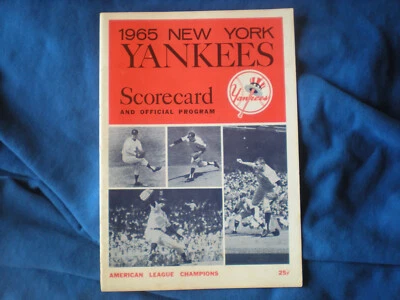 1965 NEW YORK
YANKEES
Scorecard
AND OFFICIAL PROGRAM
Yankees
AMERICAN LEAGUE CHAMPIONS 25¢